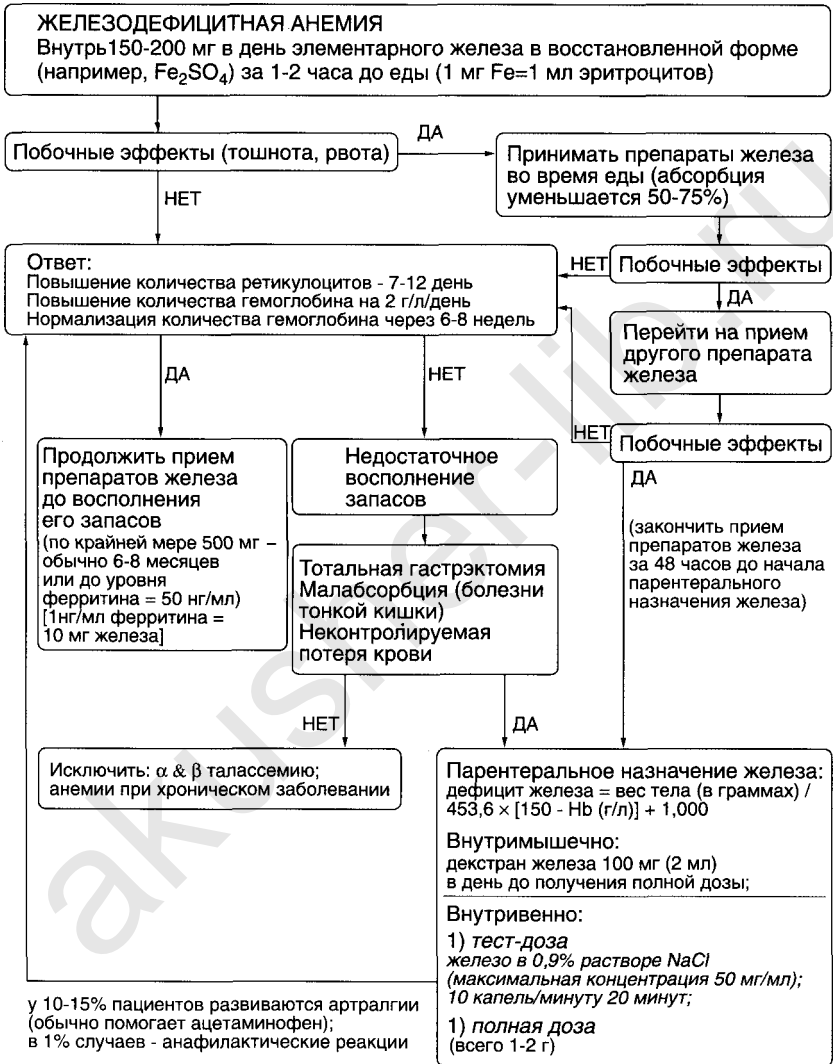 ЖЕЛЕЗОДЕФИЦИТНАЯ АНЕМИЯ
Внутрь150-200 мг в день элементарного железа в восстановленной форме
(например, Fe₂SO₄) за 1-2 часа до еды (1 мг Fe=1 мл эритроцитов)
Побочные эффекты (тошнота, рвота)
ДА
Принимать препараты железа
во время еды (абсорбция
уменьшается 50-75%)
НЕТ
Ответ:
Повышение количества ретикулоцитов - 7-12 день
Повышение количества гемоглобина на 2 г/л/день
Нормализация количества гемоглобина через 6-8 недель
НЕТ
Побочные эффекты
ДА
Перейти на прием
другого препарата
железа
НЕТ
Побочные эффекты
ДА
(закончить прием
препаратов железа
за 48 часов до начала
парентерального
назначения железа)
ДА
НЕТ
Продолжить прием
препаратов железа
до восполнения
его запасов
(по крайней мере 500 мг –
обычно 6-8 месяцев
или до уровня
ферритина = 50 нг/мл)
[1нг/мл ферритина =
10 мг железа]
Недостаточное
восполнение
запасов
Тотальная гастрэктомия
Малабсорбция (болезни
тонкой кишки)
Неконтролируемая
потеря крови
НЕТ
ДА
Исключить: α & β талассемию;
анемии при хроническом заболевании
Парентеральное назначение железа:
дефицит железа = вес тела (в граммах) /
453,6 × [150 - Hb (г/л)] + 1,000
Внутримышечно:
декстран железа 100 мг (2 мл)
в день до получения полной дозы;
Внутривенно:
1) тест-доза
железо в 0,9% растворе NaCl
(максимальная концентрация 50 мг/мл);
10 капель/минуту 20 минут;
1) полная доза
(всего 1-2 г)
у 10-15% пациентов развиваются артралгии
(обычно помогает ацетаминофен);
в 1% случаев - анафилактические реакции
akusher-lib.ru